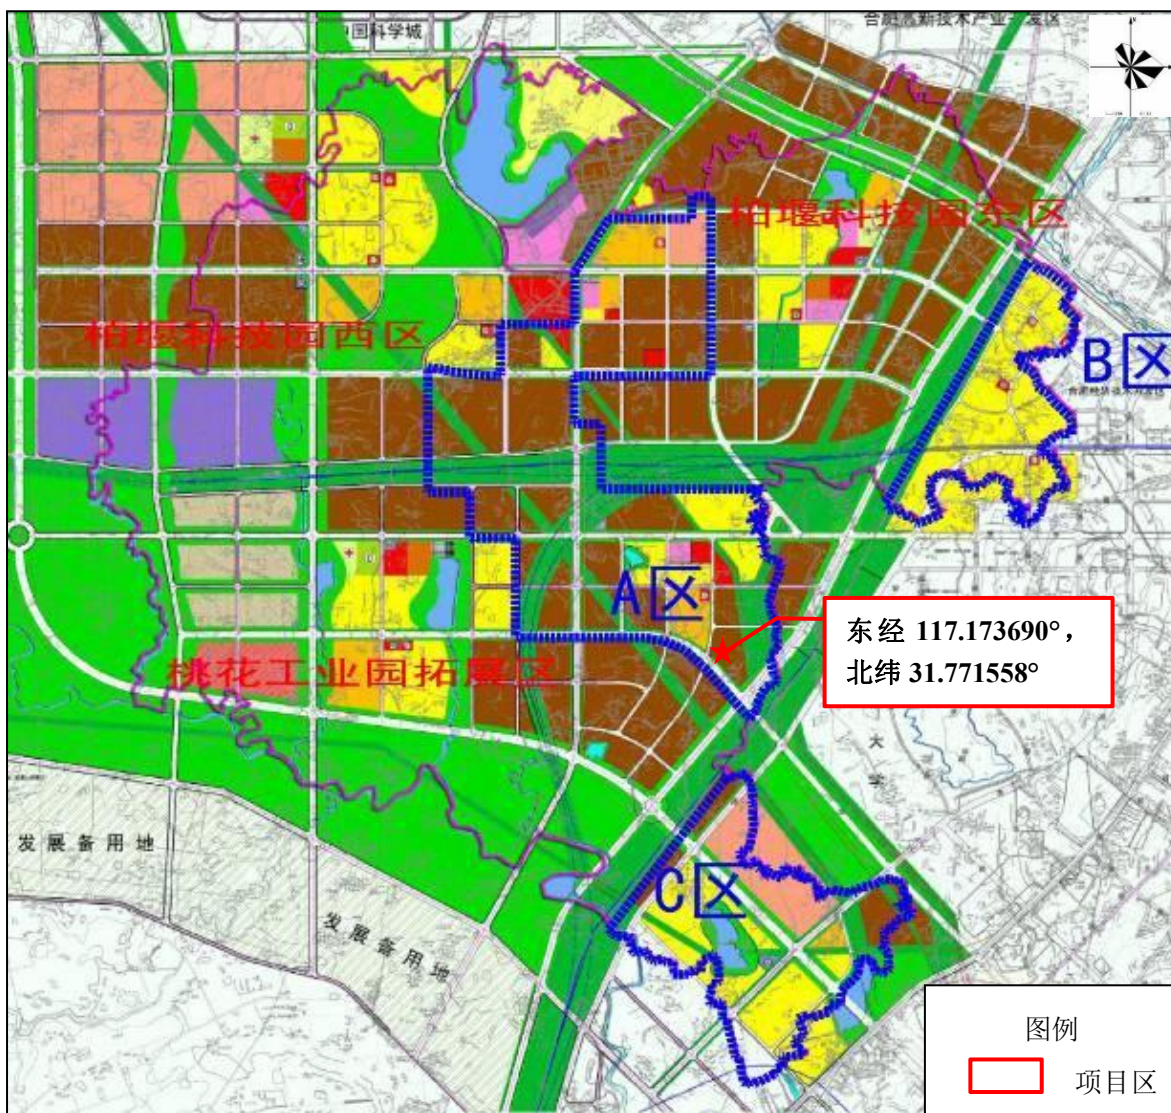 中国科学城
合肥高新技术产业开发区
柏堰科技园东区
柏堰科技园西区
B区
A区
东经 117.173690°，
北纬 31.771558°
桃花工业园拓展区
大
学
发展备用地
C区
发展备用地
图例
项目区